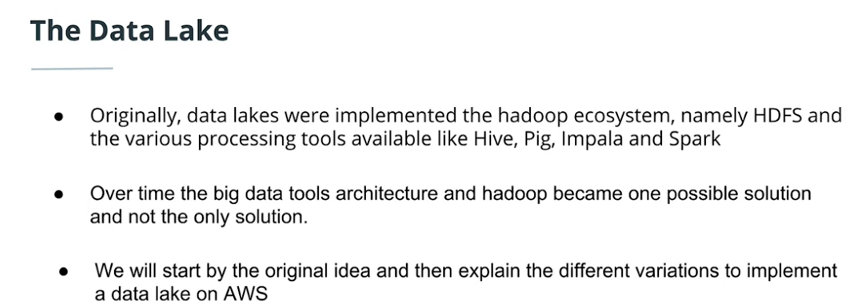 The Data Lake
● Originally, data lakes were implemented the hadoop ecosystem, namely HDFS and
the various processing tools available like Hive, Pig, Impala and Spark
● Over time the big data tools architecture and hadoop became one possible solution
and not the only solution.
● We will start by the original idea and then explain the different variations to implement
a data lake on AWS